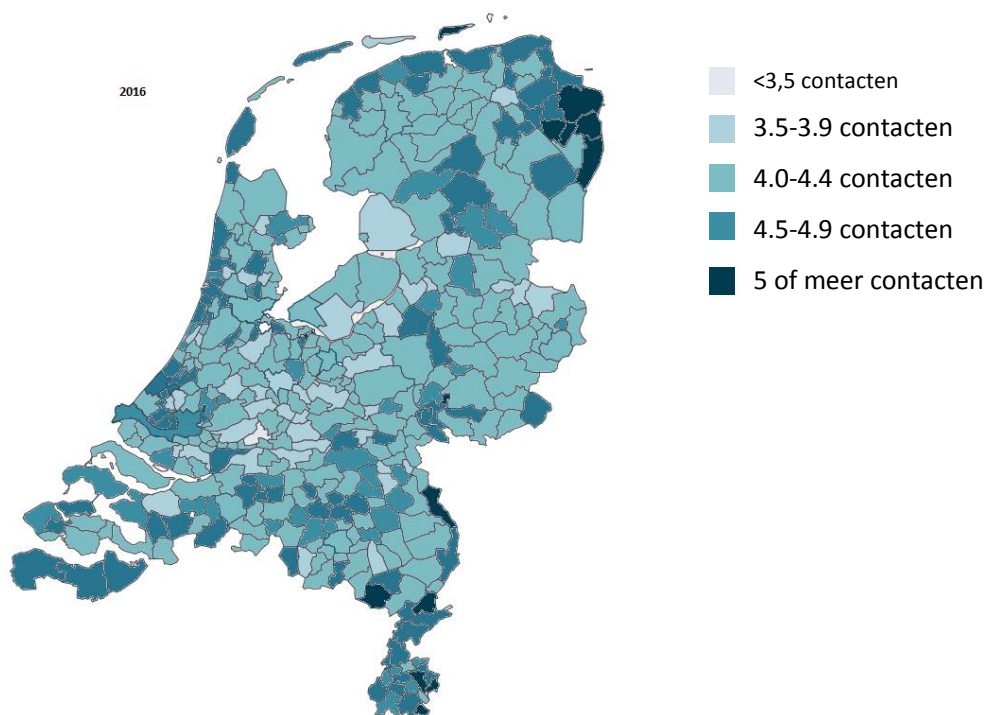 2016
<3,5 contacten
3.5-3.9 contacten
4.0-4.4 contacten
4.5-4.9 contacten
5 of meer contacten